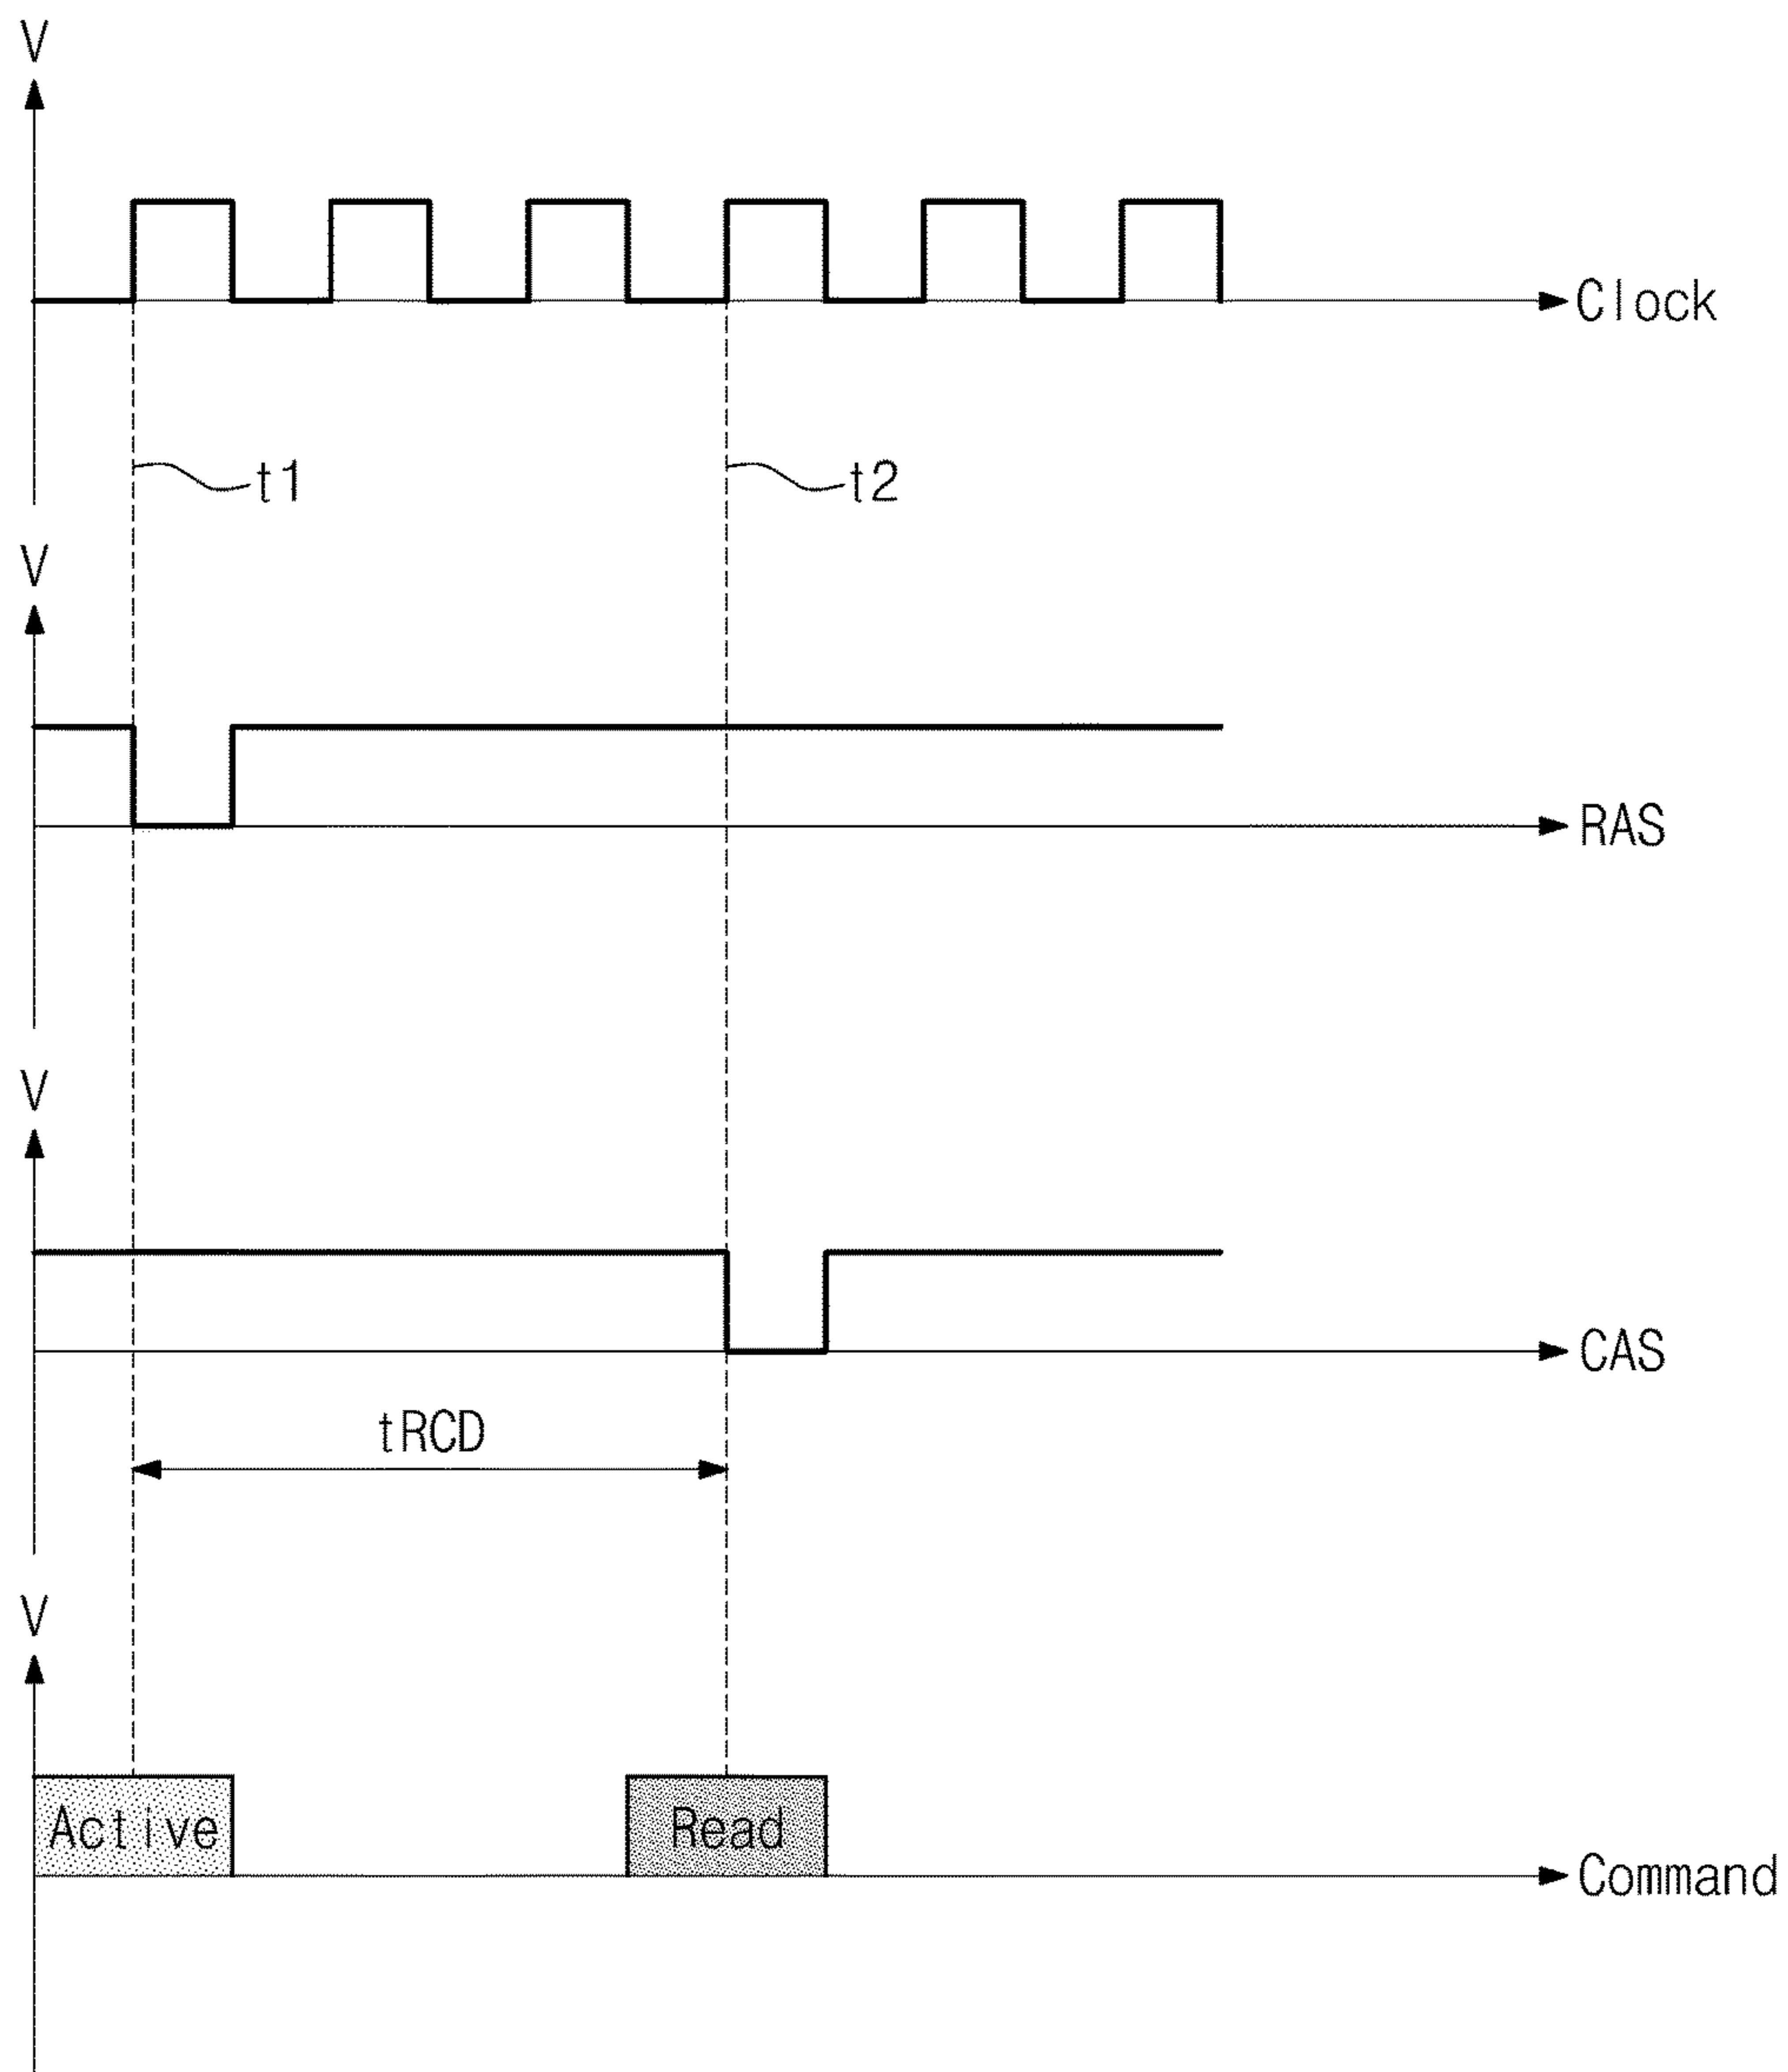 V
Clock
t1
t2
V
RAS
V
CAS
tRCD
V
Active
Read
Command